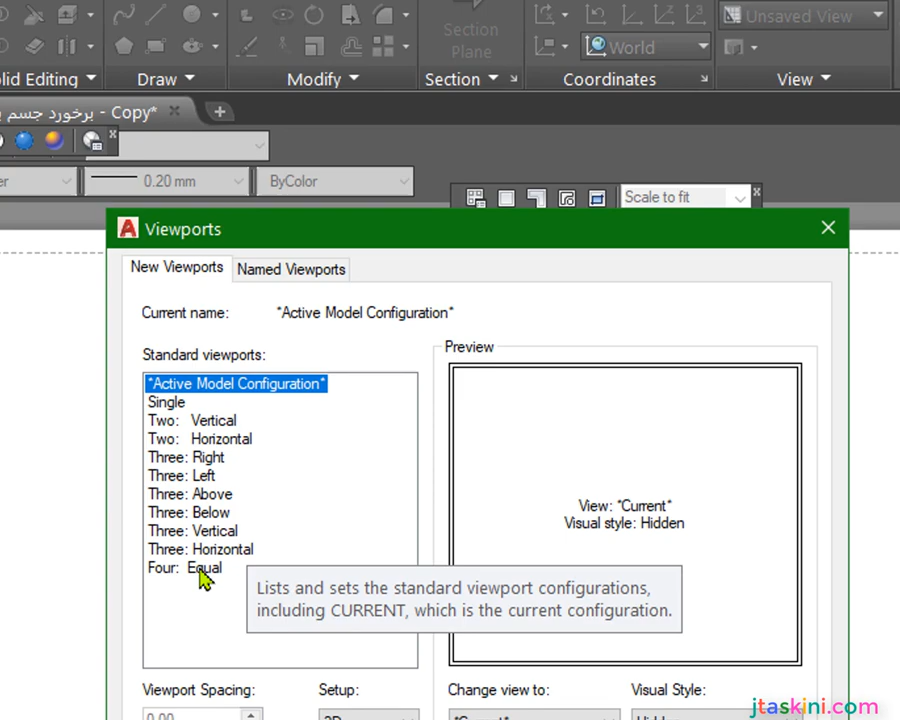 Section
Plane
Unsaved View
World
lid Editing
Draw
Modify
Section
Coordinates
View
برخورد جسم - Copy*
er
0.20 mm
ByColor
Scale to fit
Viewports
New Viewports
Named Viewports
Current name:
*Active Model Configuration*
Standard viewports:
Preview
*Active Model Configuration*
Single
Two: Vertical
Two: Horizontal
Three: Right
Three: Left
Three: Above
Three: Below
Three: Vertical
Three: Horizontal
Four: Equal
View: *Current*
Visual style: Hidden
Lists and sets the standard viewport configurations,
including CURRENT, which is the current configuration.
Viewport Spacing:
Setup:
Change view to:
Visual Style:
0.00
jtaskini.com